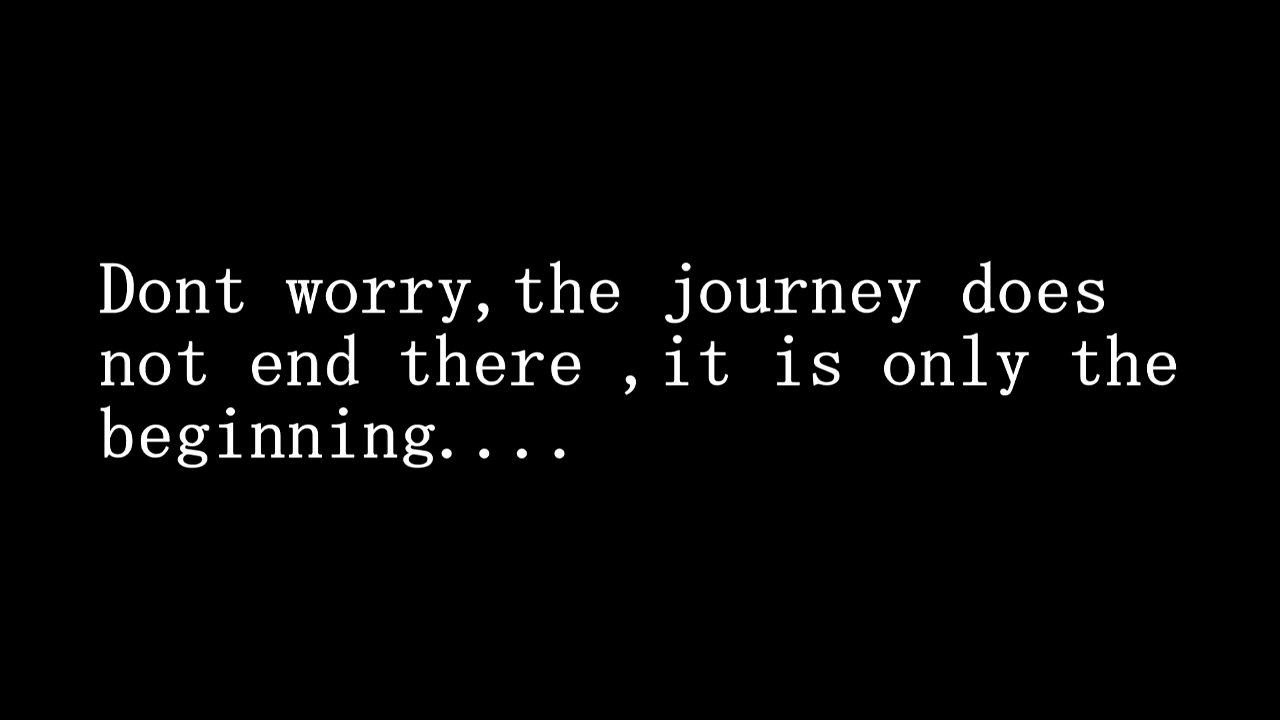 Dont worry,the journey does
not end there ,it is only the
beginning....